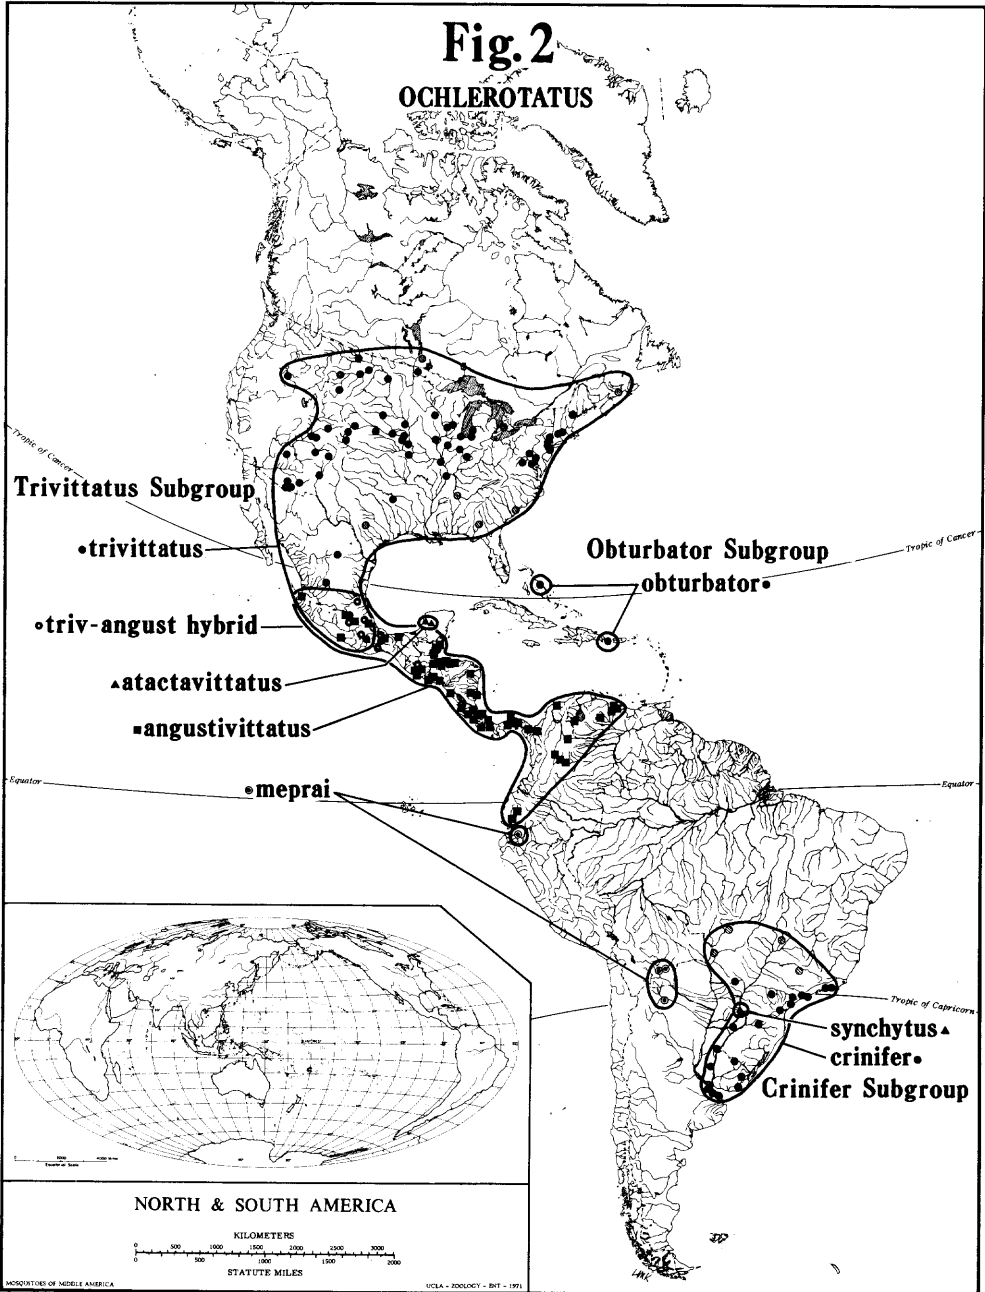 Fig. 2
OCHLEROTATUS
Tropic of Cancer
Trivittatus Subgroup
•trivittatus
Obturbator Subgroup
Tropic of Cancer
obturbator•
∘triv-angust hybrid
▴atactavittatus
▪angustivittatus
Equator
⊚meprai
Equator
Tropic of Capricorn
synchytus▴
crinifer•
Crinifer Subgroup
NORTH & SOUTH AMERICA
KILOMETERS
0 500 1000 1500 2000 2500 3000
0 500 1000 1500 2000
STATUTE MILES
MOSQUITOES OF MIDDLE AMERICA
UCLA - ZOOLOGY - ENT - 1971